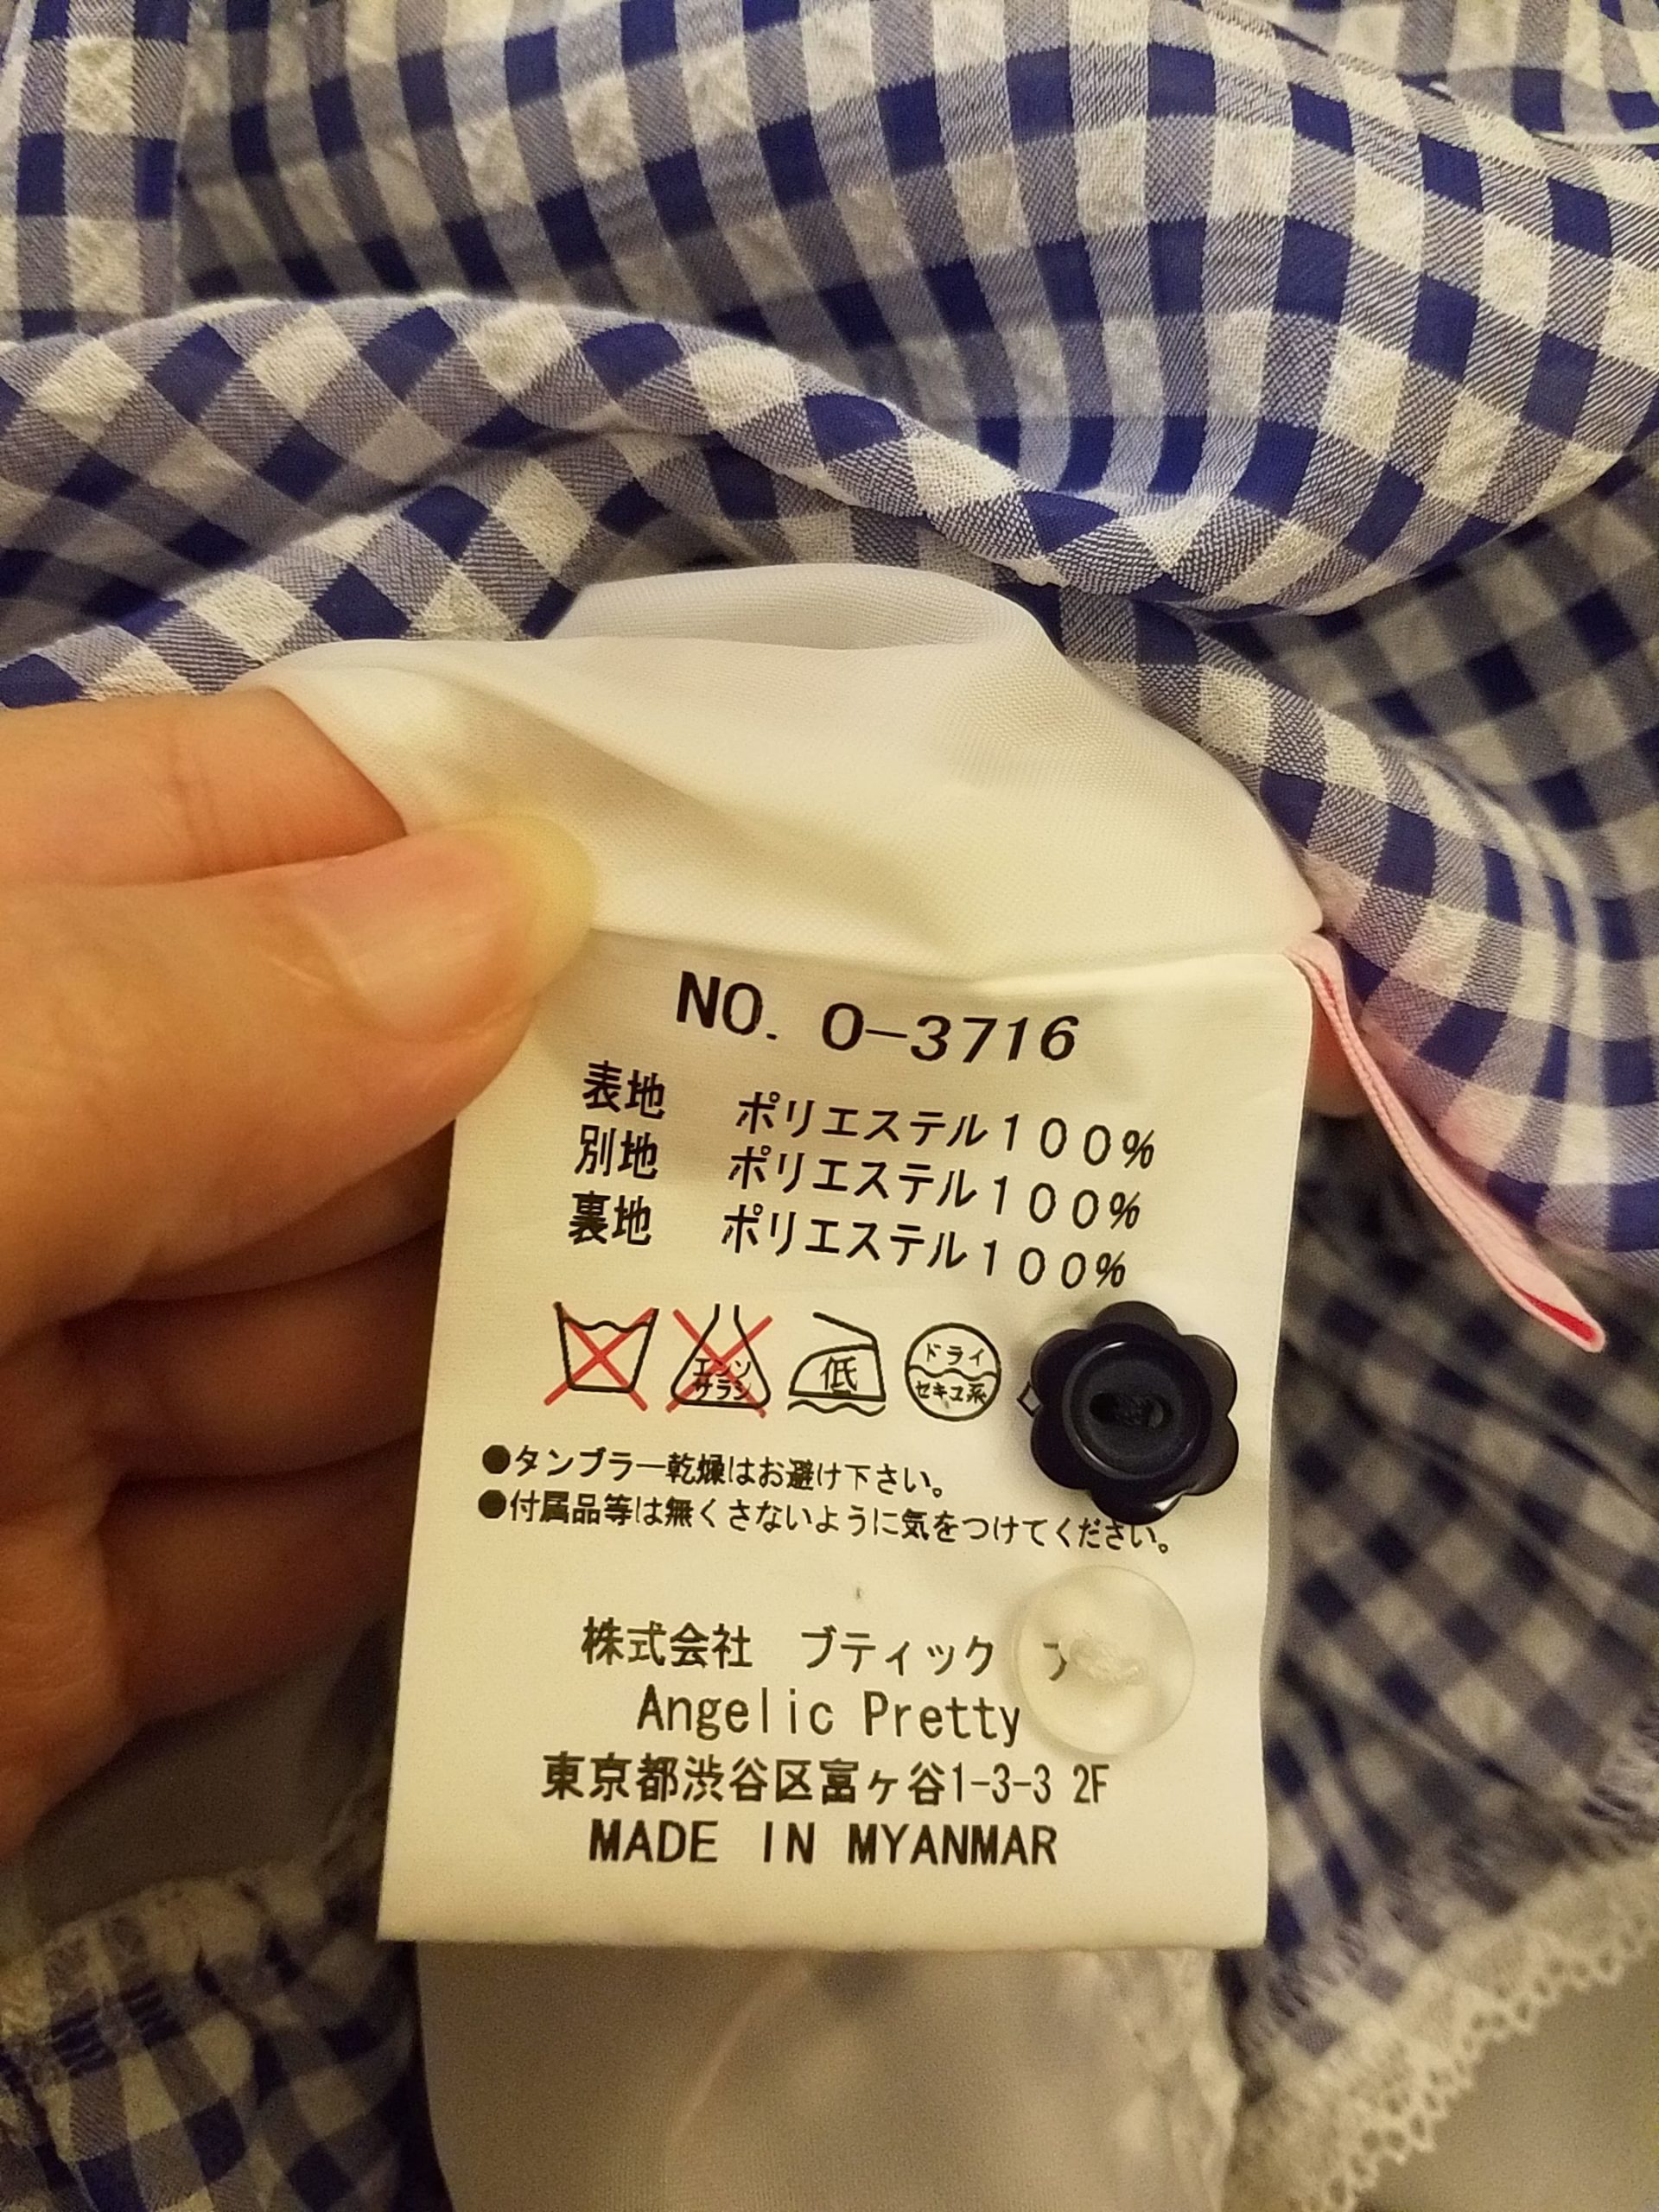 NO. O-3716
表地 ポリエステル100%
別地 ポリエステル100%
裏地 ポリエステル100%
エンソサラシ 低 ドライ セキユ系
●タンブラー乾燥はお避け下さい。
●付属品等は無くさないように気をつけてください。
株式会社 ブティック
Angelic Pretty
東京都渋谷区富ヶ谷1-3-3 2F
MADE IN MYANMAR